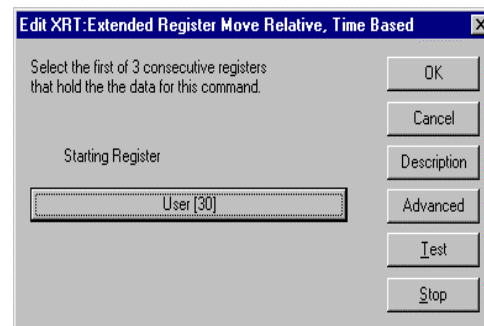 Edit XRT:Extended Register Move Relative, Time Based
Select the first of 3 consecutive registers
that hold the the data for this command.
Starting Register
User [30]
OK
Cancel
Description
Advanced
Test
Stop